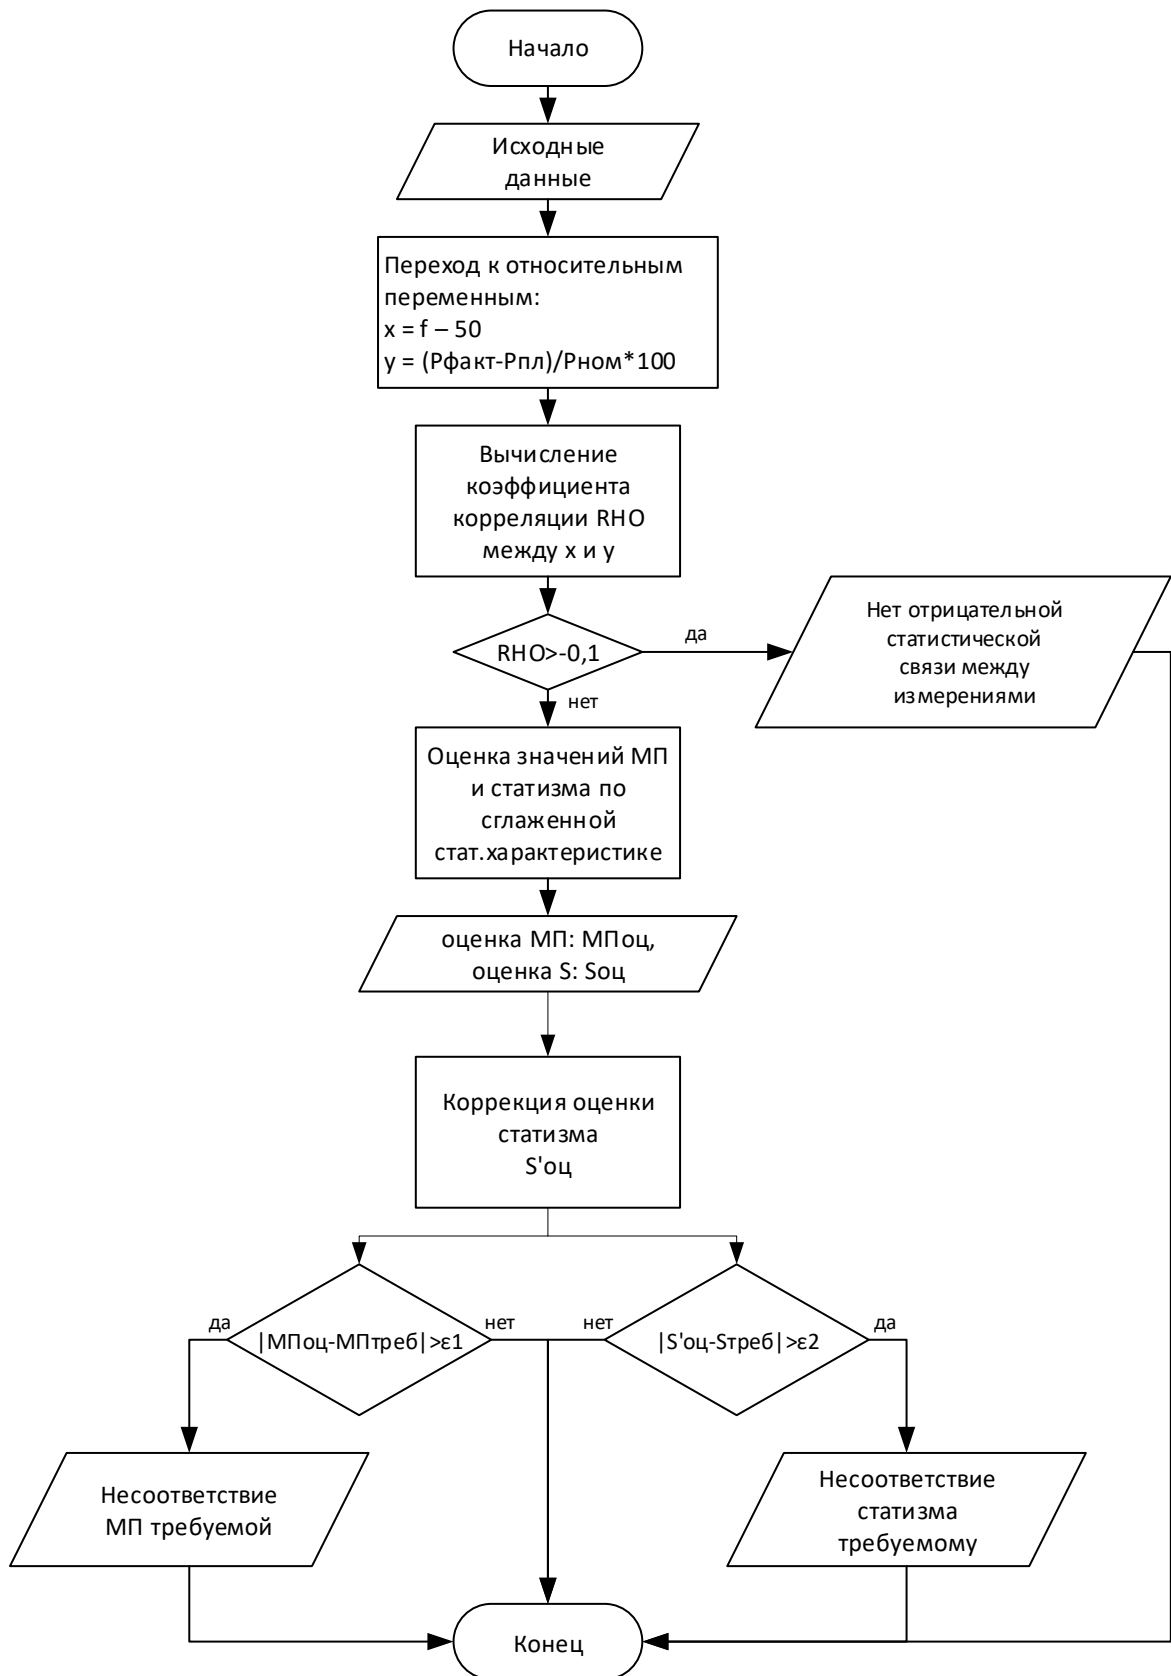 Начало
Исходные
данные
Переход к относительным
переменным:
x = f – 50
y = (Pфакт-Pпл)/Pном*100
Вычисление
коэффициента
корреляции RHO
между x и y
RHO>-0,1
да
Нет отрицательной
статистической
связи между
измерениями
нет
Оценка значений МП
и статизма по
сглаженной
стат.характеристике
оценка МП: МПоц,
оценка S: Sоц
Коррекция оценки
статизма
S'оц
да
|МПоц-МПтреб|>ε1
нет
нет
|S'оц-Sтреб|>ε2
да
Несоответствие
МП требуемой
Несоответствие
статизма
требуемому
Конец